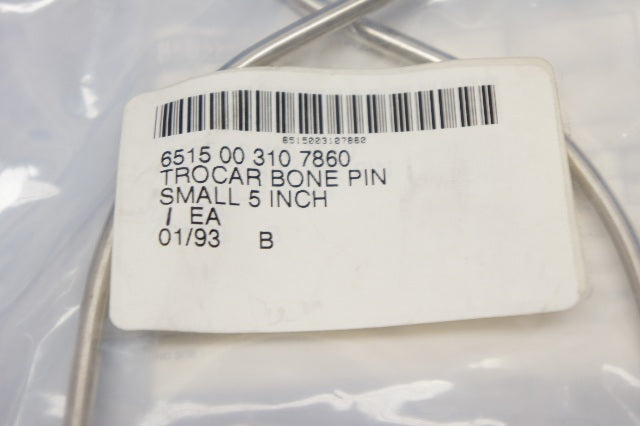 6515003107860
6515 00 310 7860
TROCAR BONE PIN
SMALL 5 INCH
1 EA
01/93 B